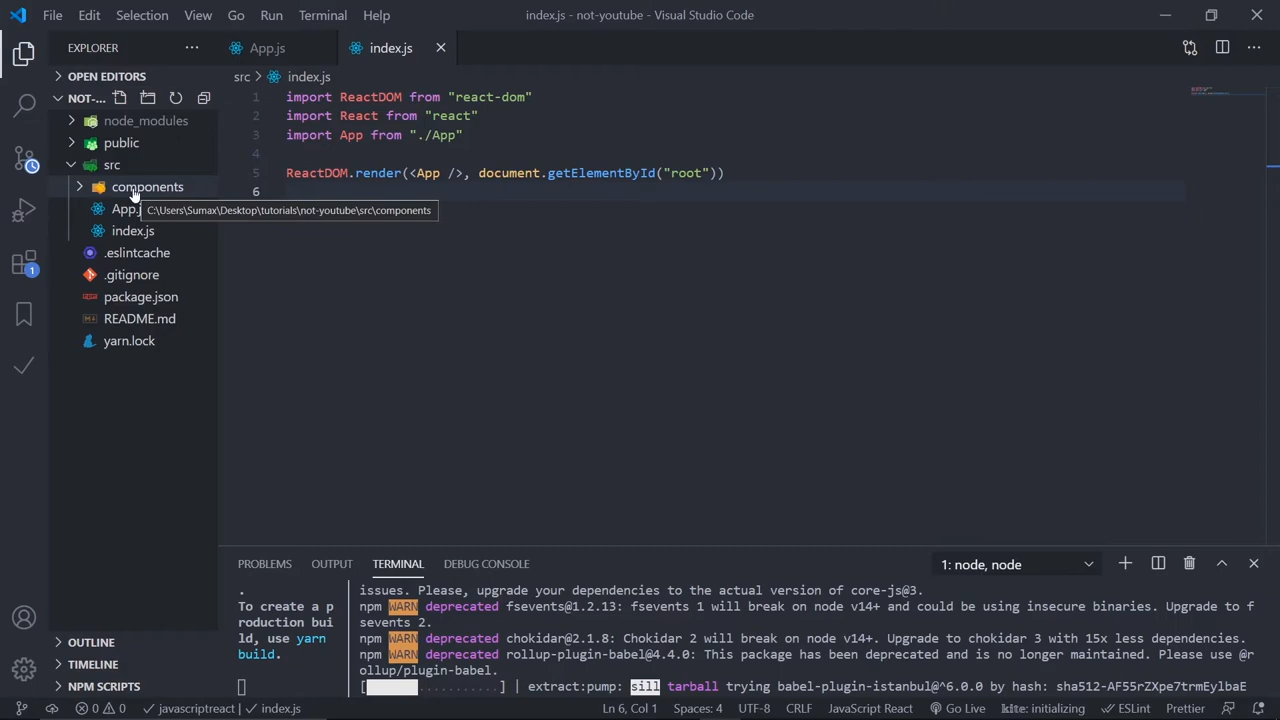 File Edit Selection View Go Run Terminal Help index.js - not-youtube - Visual Studio Code
EXPLORER
App.js index.js
OPEN EDITORS
src index.js
NOT-...
node_modules
public
src
components
App.j
C:\Users\Sumax\Desktop\tutorials\not-youtube\src\components
index.js
.eslintcache
.gitignore
package.json
README.md
yarn.lock
1 import ReactDOM from "react-dom"
2 import React from "react"
3 import App from "./App"
4
5 ReactDOM.render(<App />, document.getElementById("root"))
6
1
PROBLEMS OUTPUT TERMINAL DEBUG CONSOLE 1: node, node
.
To create a p
roduction bui
ld, use yarn
build.
issues. Please, upgrade your dependencies to the actual version of core-js@3.
npm WARN deprecated fsevents@1.2.13: fsevents 1 will break on node v14+ and could be using insecure binaries. Upgrade to f
sevents 2.
npm WARN deprecated chokidar@2.1.8: Chokidar 2 will break on node v14+. Upgrade to chokidar 3 with 15x less dependencies.
npm WARN deprecated rollup-plugin-babel@4.4.0: This package has been deprecated and is no longer maintained. Please use @r
ollup/plugin-babel.
[ ..........] | extract:pump: sill tarball trying babel-plugin-istanbul@^6.0.0 by hash: sha512-AF55rZXpe7trmEylbaE
OUTLINE
TIMELINE
NPM SCRIPTS
0 0 javascriptreact index.js Ln 6, Col 1 Spaces: 4 UTF-8 CRLF JavaScript React Go Live kite: initializing ESLint Prettier